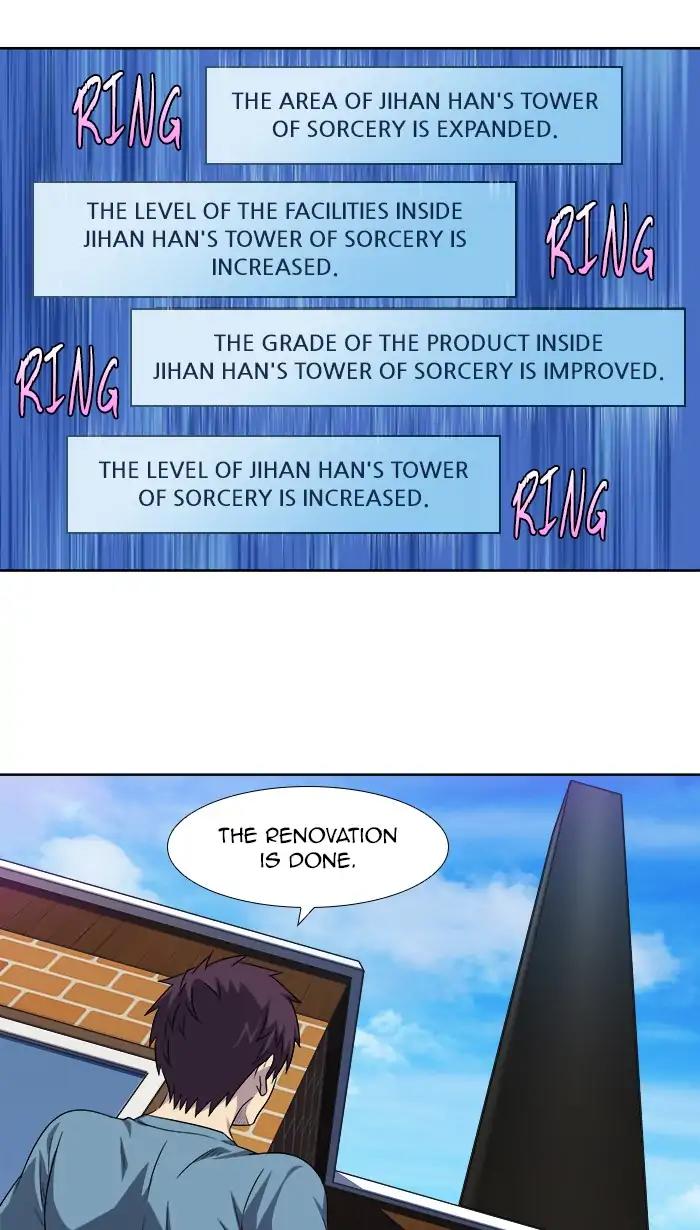 RING
THE AREA OF JIHAN HAN'S TOWER
OF SORCERY IS EXPANDED.
THE LEVEL OF THE FACILITIES INSIDE
JIHAN HAN'S TOWER OF SORCERY IS
INCREASED.
RING
RING
THE GRADE OF THE PRODUCT INSIDE
JIHAN HAN'S TOWER OF SORCERY IS IMPROVED.
THE LEVEL OF JIHAN HAN'S TOWER
OF SORCERY IS INCREASED.
RING
THE RENOVATION
IS DONE.